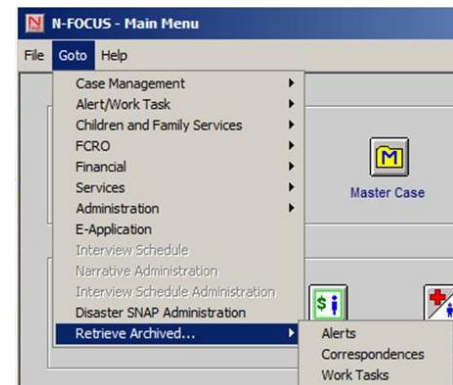 N-FOCUS - Main Menu
File Goto Help
Case Management
Alert/Work Task
Children and Family Services
FCRO
Financial
Services
Administration
E-Application
Interview Schedule
Narrative Administration
Interview Schedule Administration
Disaster SNAP Administration
Retrieve Archived...
Master Case
Alerts
Correspondences
Work Tasks